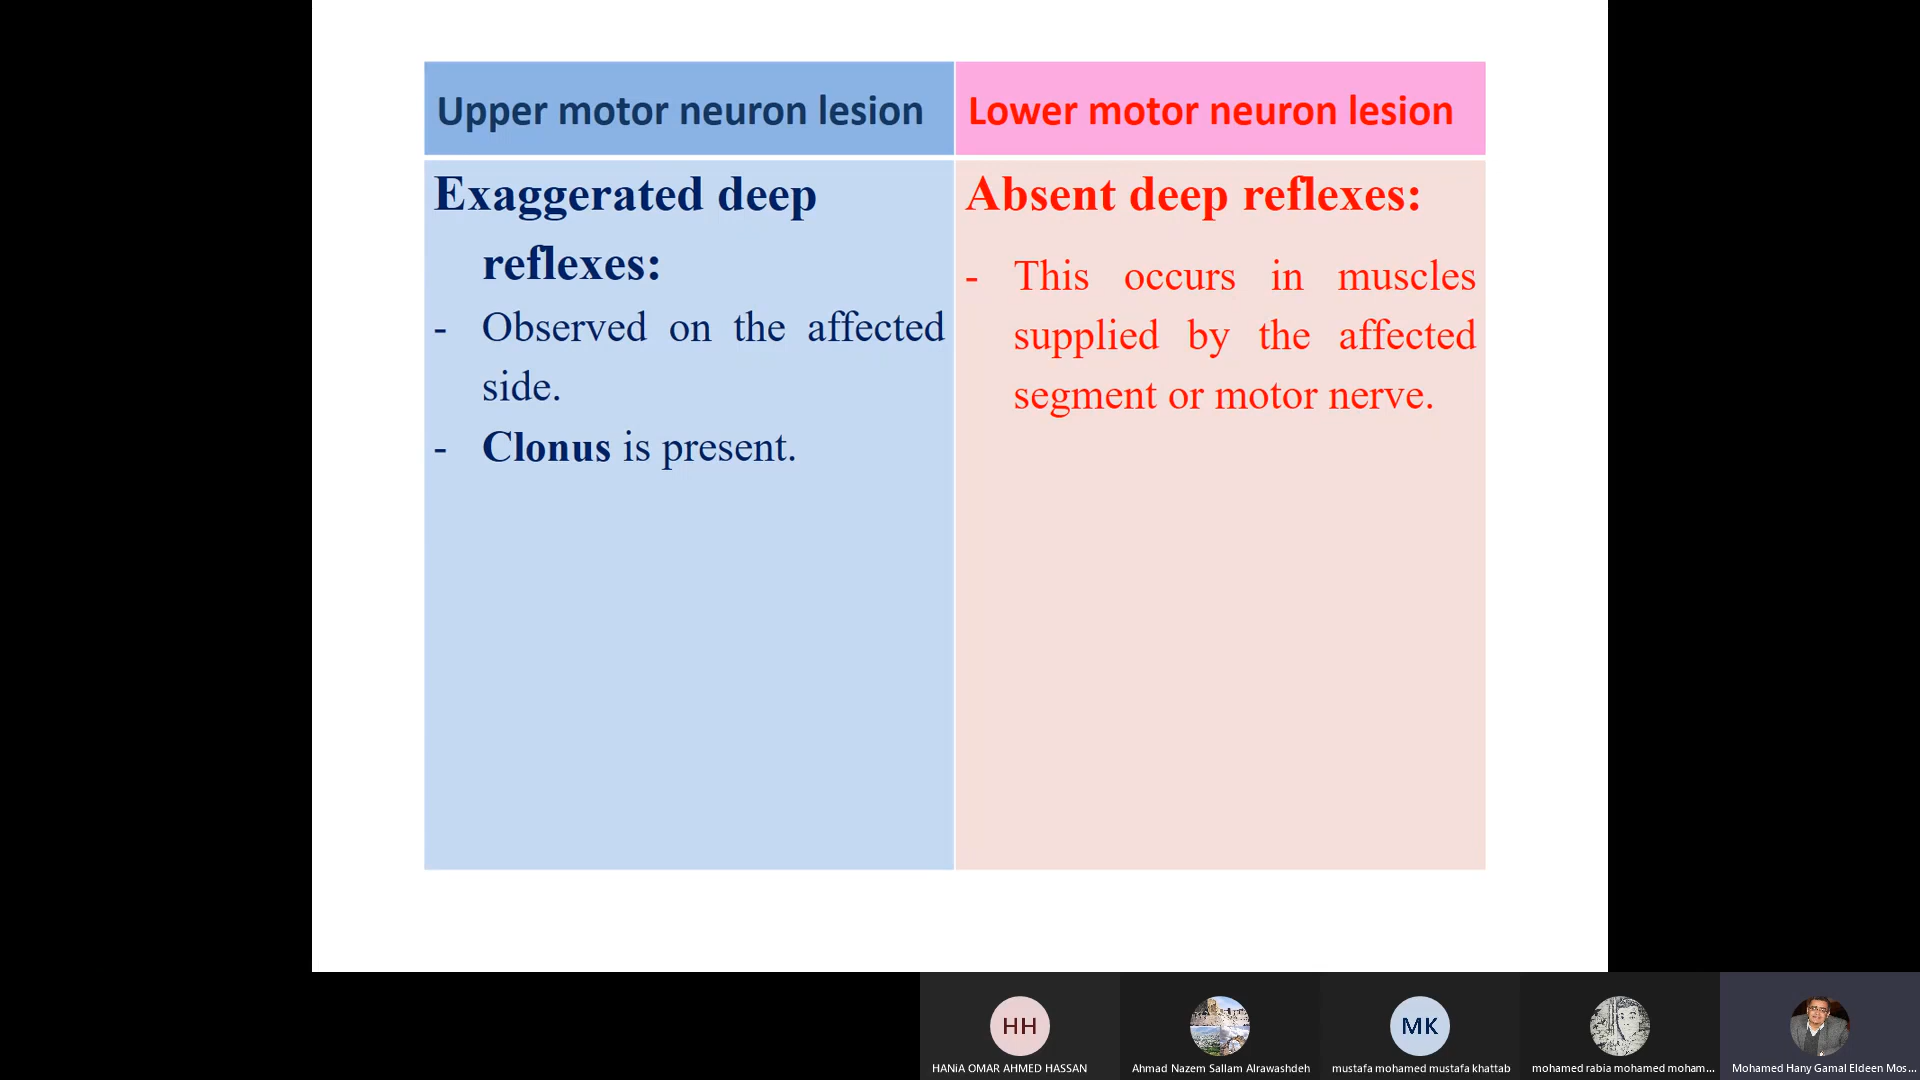 Upper motor neuron lesion
Lower motor neuron lesion
Exaggerated deep
reflexes:
- Observed on the affected
side.
- Clonus is present.
Absent deep reflexes:
- This occurs in muscles
supplied by the affected
segment or motor nerve.
HH
MK
HANiA OMAR AHMED HASSAN
Ahmad Nazem Sallam Alrawashdeh
mustafa mohamed mustafa khattab
mohamed rabia mohamed moham...
Mohamed Hany Gamal Eldeen Mos...